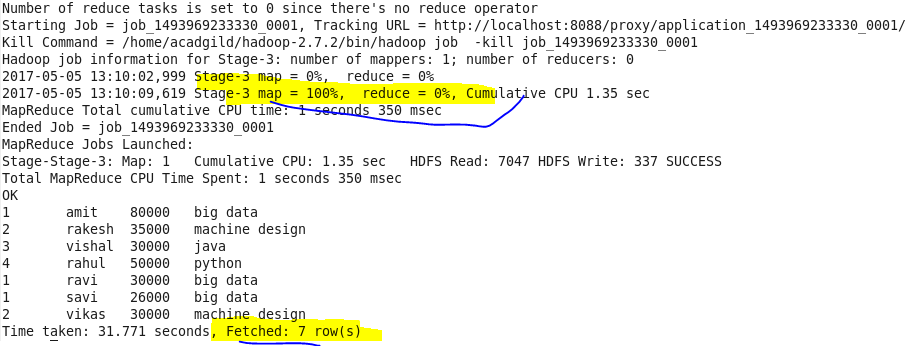 Number of reduce tasks is set to 0 since there's no reduce operator
Starting Job = job_1493969233330_0001, Tracking URL = http://localhost:8088/proxy/application_1493969233330_0001/
Kill Command = /home/acadgild/hadoop-2.7.2/bin/hadoop job  -kill job_1493969233330_0001
Hadoop job information for Stage-3: number of mappers: 1; number of reducers: 0
2017-05-05 13:10:02,999 Stage-3 map = 0%,  reduce = 0%
2017-05-05 13:10:09,619 Stage-3 map = 100%,  reduce = 0%, Cumulative CPU 1.35 sec
MapReduce Total cumulative CPU time: 1 seconds 350 msec
Ended Job = job_1493969233330_0001
MapReduce Jobs Launched:
Stage-Stage-3: Map: 1   Cumulative CPU: 1.35 sec   HDFS Read: 7047 HDFS Write: 337 SUCCESS
Total MapReduce CPU Time Spent: 1 seconds 350 msec
OK
1       amit    80000   big data
2       rakesh  35000   machine design
3       vishal  30000   java
4       rahul   50000   python
1       ravi    30000   big data
1       savi    26000   big data
2       vikas   30000   machine design
Time taken: 31.771 seconds, Fetched: 7 row(s)